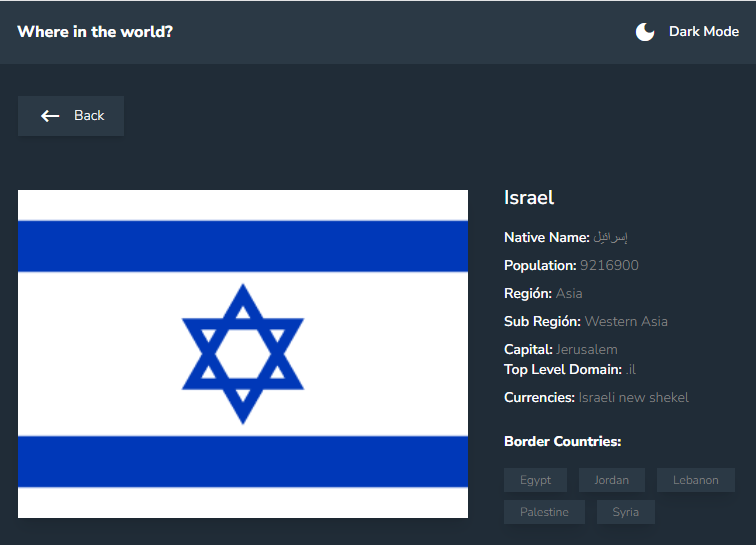 Where in the world?
Dark Mode
Back
Israel
Native Name: إسرائيل
Population: 9216900
Región: Asia
Sub Región: Western Asia
Capital: Jerusalem
Top Level Domain: .il
Currencies: Israeli new shekel
Border Countries:
Egypt Jordan Lebanon
Palestine Syria